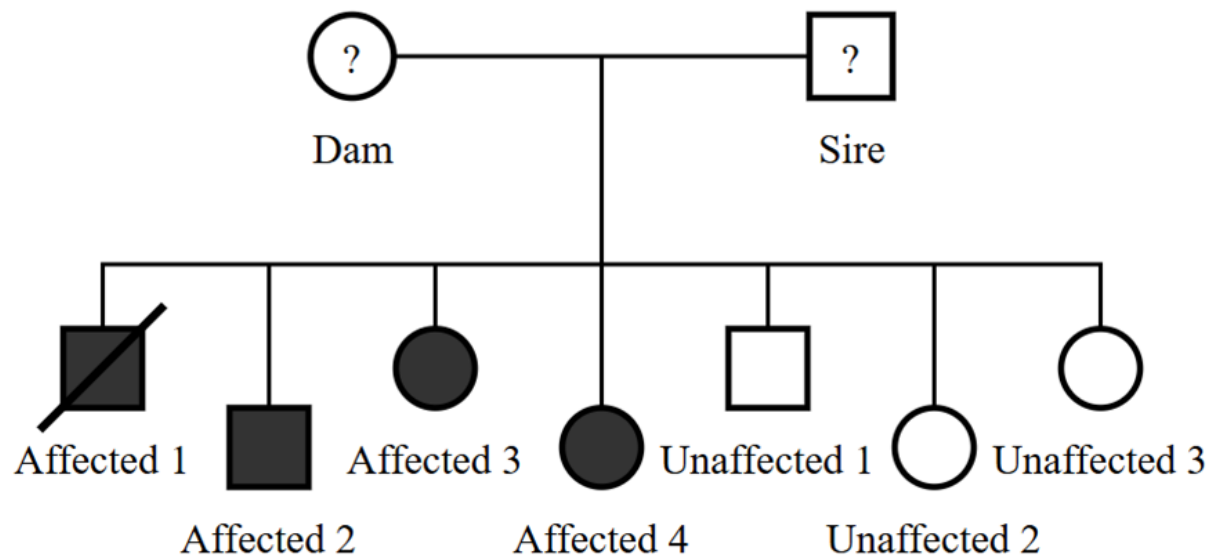 ? ?
Dam Sire
Affected 1 Affected 3 Unaffected 1 Unaffected 3
Affected 2 Affected 4 Unaffected 2